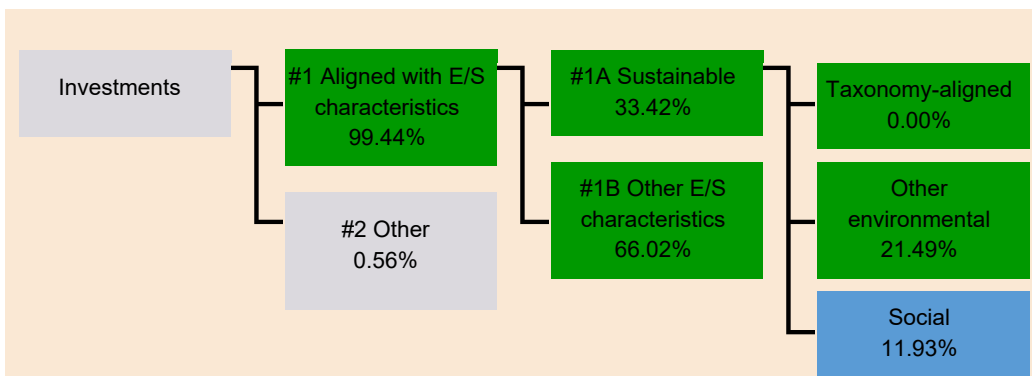 Investments
#1 Aligned with E/S
characteristics
99.44%
#2 Other
0.56%
#1A Sustainable
33.42%
#1B Other E/S
characteristics
66.02%
Taxonomy-aligned
0.00%
Other
environmental
21.49%
Social
11.93%